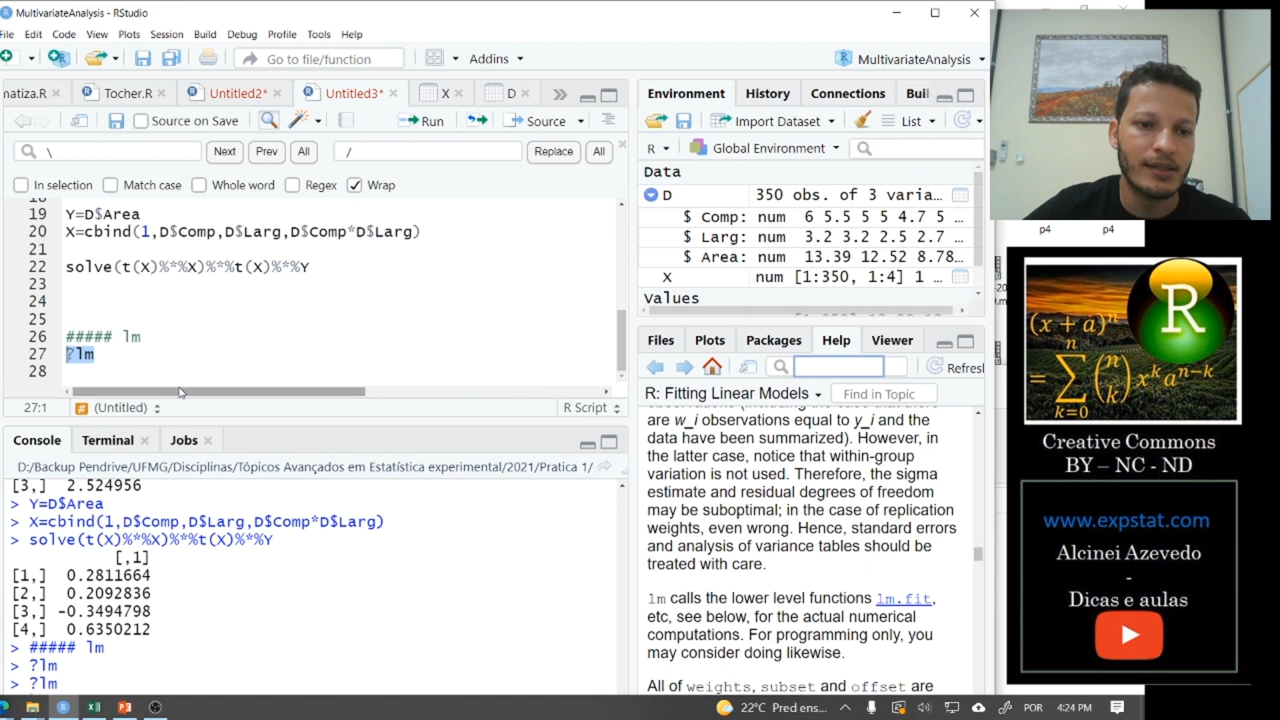 MultivariateAnalysis - RStudio
File Edit Code View Plots Session Build Debug Profile Tools Help
Go to file/function Addins MultivariateAnalysis
matiza.R Tocher.R Untitled2* Untitled3* X D
Source on Save Run Source
\ Next Prev All / Replace All
In selection Match case Whole word Regex Wrap
18
19 Y=D$Area
20 X=cbind(1,D$Comp,D$Larg,D$Comp*D$Larg)
21
22 solve(t(X)%*%X)%*%t(X)%*%Y
23
24
25
26 ##### lm
27 ?lm
28
27:1 # (Untitled) R Script
Console Terminal Jobs
D:/Backup Pendrive/UFMG/Disciplinas/Tópicos Avançados em Estatística experimental/2021/Pratica 1/
[3,] 2.524956
> Y=D$Area
> X=cbind(1,D$Comp,D$Larg,D$Comp*D$Larg)
> solve(t(X)%*%X)%*%t(X)%*%Y
[,1]
[1,] 0.2811664
[2,] 0.2092836
[3,] -0.3494798
[4,] 0.6350212
> ##### lm
> ?lm
> ?lm
Environment History Connections Buil
Import Dataset List
R Global Environment
Data
D 350 obs. of 3 varia…
$ Comp: num 6 5.5 5 5 4.7 5 …
$ Larg: num 3.2 3.2 2.5 2.7 …
$ Area: num 13.39 12.52 8.78…
X num [1:350, 1:4] 1 …
Values
Files Plots Packages Help Viewer
Refresl
R: Fitting Linear Models Find in Topic
are w_i observations equal to y_i and the
data have been summarized). However, in
the latter case, notice that within-group
variation is not used. Therefore, the sigma
estimate and residual degrees of freedom
may be suboptimal; in the case of replication
weights, even wrong. Hence, standard errors
and analysis of variance tables should be
treated with care.
lm calls the lower level functions lm.fit,
etc, see below, for the actual numerical
computations. For programming only, you
may consider doing likewise.
All of weights, subset and offset are
p4 p4
R
(x + a)^n
= ∑ n k=0 (n k) x^k a^(n-k)
Creative Commons
BY – NC - ND
www.expstat.com
Alcinei Azevedo
-
Dicas e aulas
22°C Pred ens... POR 4:24 PM